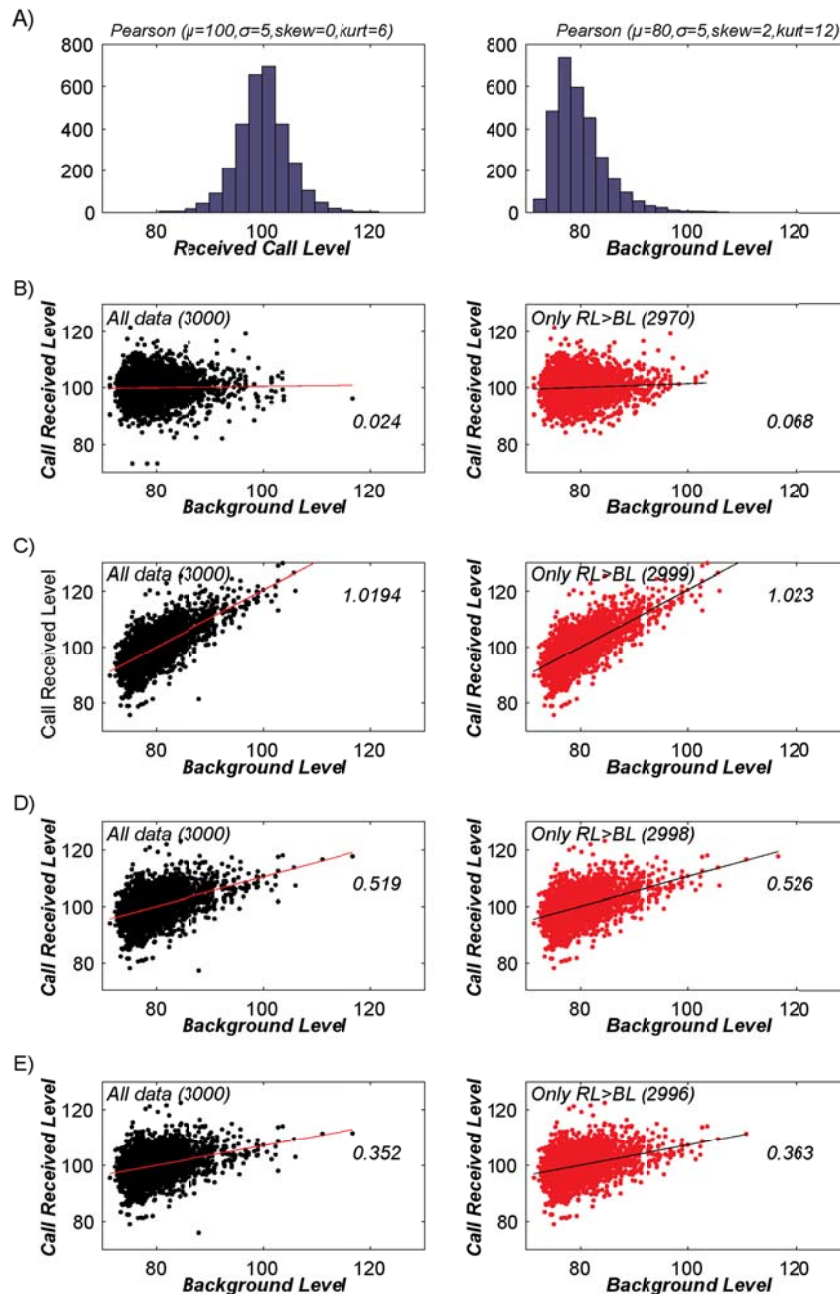 A)
Pearson (μ=100,σ=5,skew=0,kurt=6)
Pearson (μ=80,σ=5,skew=2,kurt=12)
800
600
400
200
0
80 100 120
Received Call Level
800
600
400
200
0
80 100 120
Background Level
B)
All data (3000)
Call Received Level
120
100
80
0.024
80 100 120
Background Level
Only RL>BL (2970)
Call Received Level
120
100
80
0.068
80 100 120
Background Level
C)
All data (3000)
Call Received Level
120
100
80
1.0194
80 100 120
Background Level
Only RL>BL (2999)
Call Received Level
120
100
80
1.023
80 100 120
Background Level
D)
All data (3000)
Call Received Level
120
100
80
0.519
80 100 120
Background Level
Only RL>BL (2998)
Call Received Level
120
100
80
0.526
80 100 120
Background Level
E)
All data (3000)
Call Received Level
120
100
80
0.352
80 100 120
Background Level
Only RL>BL (2996)
Call Received Level
120
100
80
0.363
80 100 120
Background Level